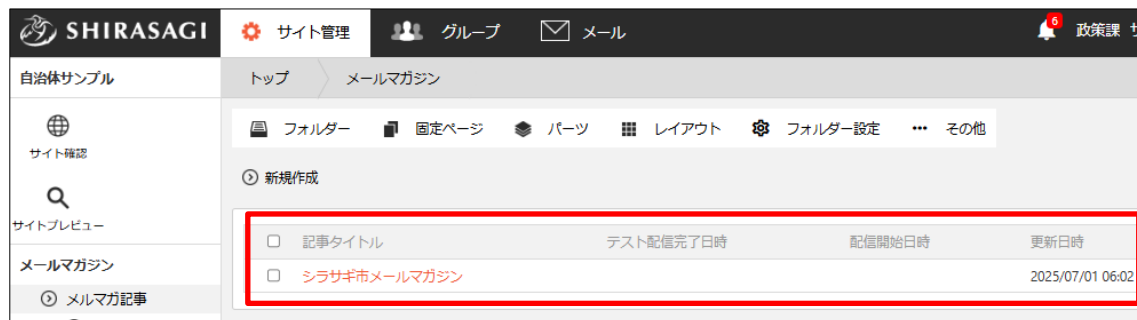 SHIRASAGI サイト管理 グループ メール 6 政策課
自治体サンプル トップ メールマガジン
フォルダー 固定ページ パーツ レイアウト フォルダー設定 ... その他
サイト確認
新規作成
サイトプレビュー
記事タイトル テスト配信完了日時 配信開始日時 更新日時
メールマガジン
シラサギ市メールマガジン 2025/07/01 06:02
メルマガ記事